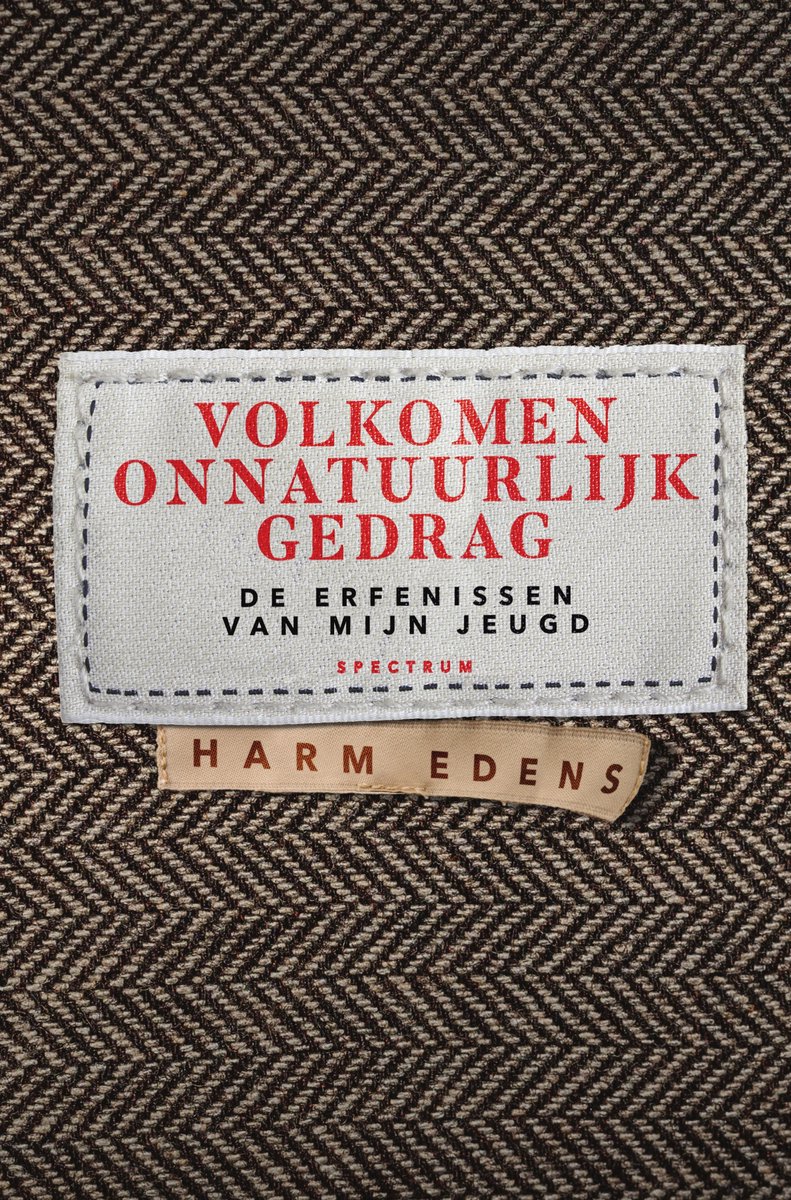 VOLKOMEN
ONNATUURLIJK
GEDRAG
DE ERFENISSEN
VAN MIJN JEUGD
SPECTRUM
HARM EDENS